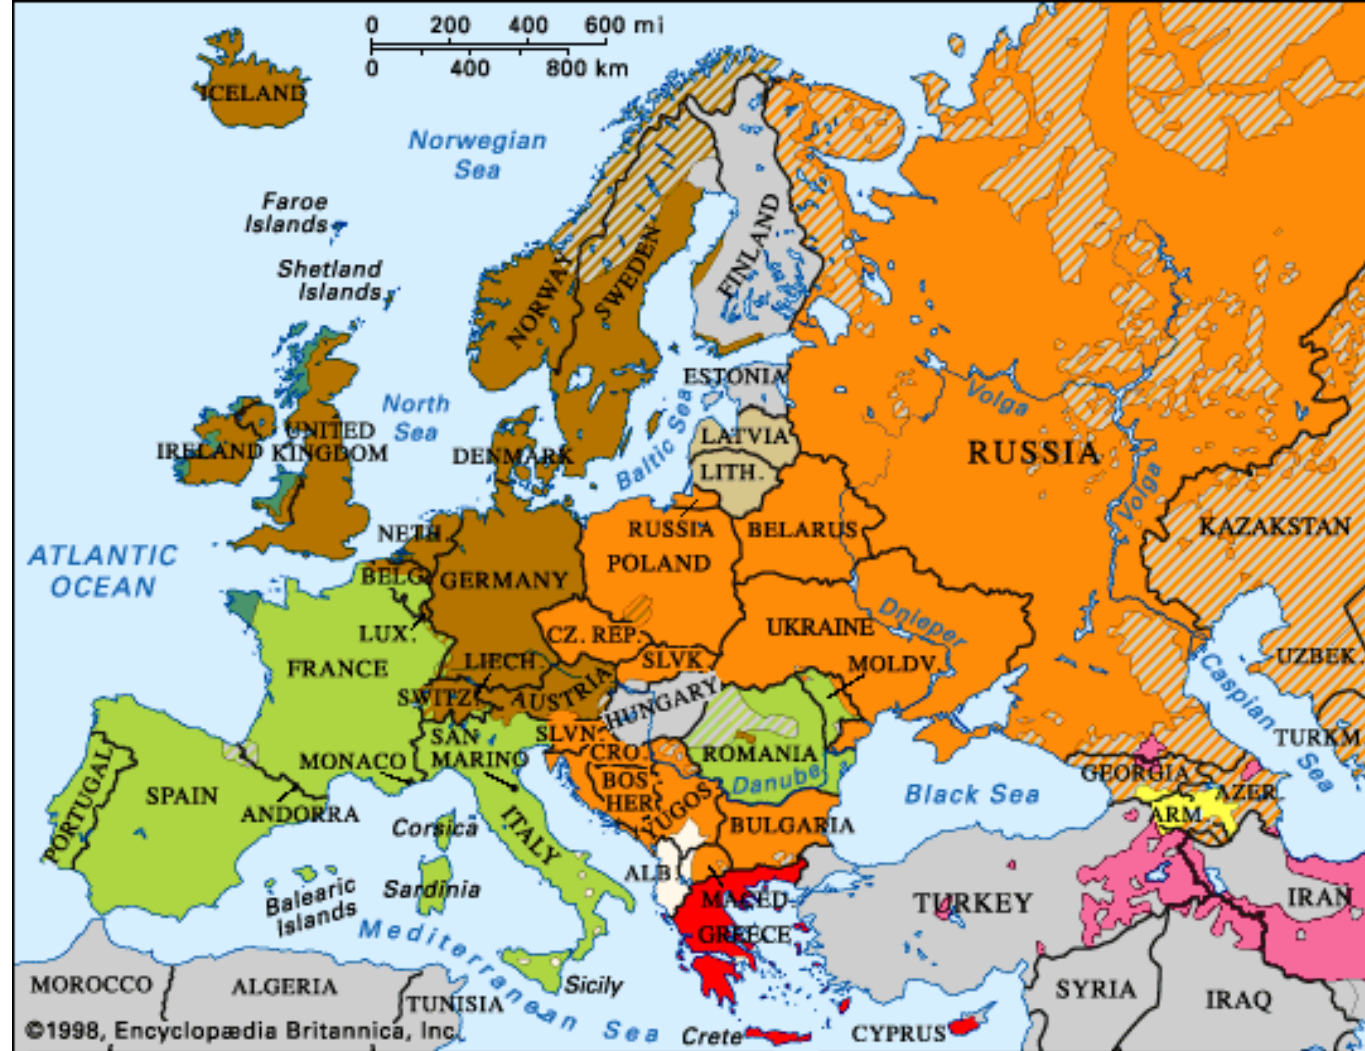 0 200 400 600 mi
0 400 800 km
ICELAND
Norwegian
Sea
Faroe
Islands
Shetland
Islands
NORWAY
SWEDEN
FINLAND
North
Sea
ESTONIA
Baltic Sea
LATVIA
LITH.
UNITED
KINGDOM
IRELAND
DENMARK
Volga
RUSSIA
Volga
RUSSIA
BELARUS
KAZAKSTAN
NETH.
ATLANTIC
OCEAN
BELG.
GERMANY
POLAND
LUX.
CZ. REP.
UKRAINE
Dnieper
FRANCE
LIECH.
SLVK.
MOLDV.
UZBEK.
SWITZ.
AUSTRIA
HUNGARY
Caspian Sea
SLVN.
CRO.
ROMANIA
TURKM.
SAN
MARINO
MONACO
Danube
GEORGIA
AZER.
PORTUGAL
SPAIN
ANDORRA
BOS.
HER.
YUGOS.
Black Sea
ARM.
Corsica
ITALY
BULGARIA
ALB.
Balearic
Islands
Sardinia
MACED.
TURKEY
IRAN
GREECE
Mediterranean Sea
MOROCCO
ALGERIA
TUNISIA
Sicily
SYRIA
IRAQ
©1998, Encyclopædia Britannica, Inc.
Crete
CYPRUS